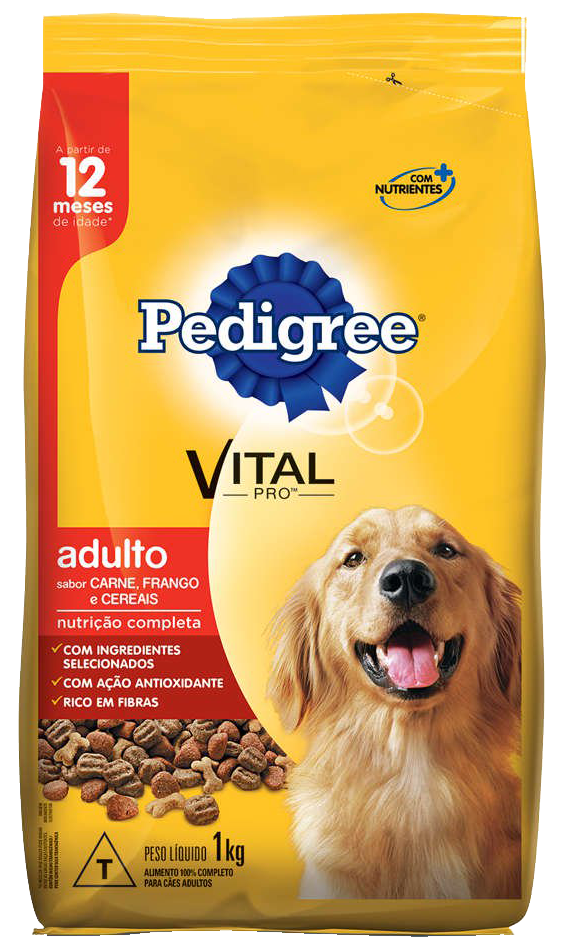 A partir de
12
meses
de idade*
COM
NUTRIENTES
Pedigree®
VITAL
PRO™
adulto
sabor CARNE, FRANGO
e CEREAIS
nutrição completa
COM INGREDIENTES
SELECIONADOS
COM AÇÃO ANTIOXIDANTE
RICO EM FIBRAS
T
PESO LÍQUIDO 1kg
ALIMENTO 100% COMPLETO
PARA CÃES ADULTOS